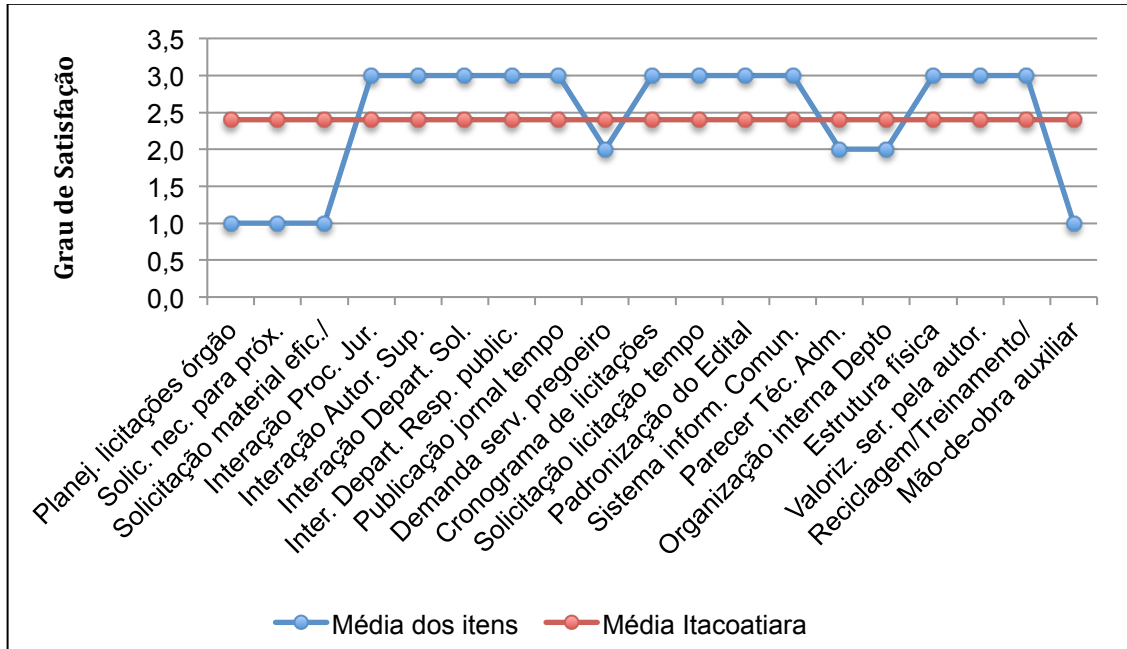 Grau de Satisfação
3,5
3,0
2,5
2,0
1,5
1,0
0,5
0,0
Planej. licitações órgão
Solic. nec. para próx.
Solicitação material efic./
Interação Proc. Jur.
Interação Autor. Sup.
Interação Depart. Sol.
Inter. Depart. Resp. public.
Publicação jornal tempo
Demanda serv. pregoeiro
Cronograma de licitações
Solicitação licitação tempo
Padronização do Edital
Sistema inform. Comun.
Parecer Téc. Adm.
Organização interna Depto
Estrutura física
Valoriz. ser. pela autor.
Reciclagem/Treinamento/
Mão-de-obra auxiliar
Média dos itens
Média Itacoatiara